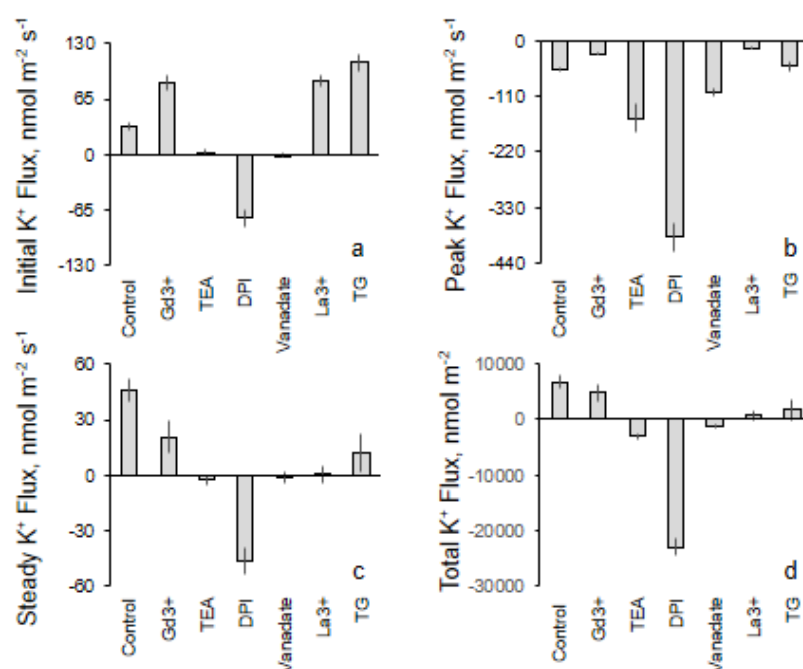 Initial K⁺ Flux, nmol m⁻² s⁻¹
130
65
0
-65
-130
a
Control
Gd3+
TEA
DPI
Vanadate
La3+
TG
Peak K⁺ Flux, nmol m⁻² s⁻¹
0
-110
-220
-330
-440
b
Control
Gd3+
TEA
DPI
Vanadate
La3+
TG
Steady K⁺ Flux, nmol m⁻² s⁻¹
60
30
0
-30
-60
c
Control
Gd3+
TEA
DPI
Vanadate
La3+
TG
Total K⁺ Flux, nmol m⁻²
10000
0
-10000
-20000
-30000
d
Control
Gd3+
TEA
DPI
Vanadate
La3+
TG